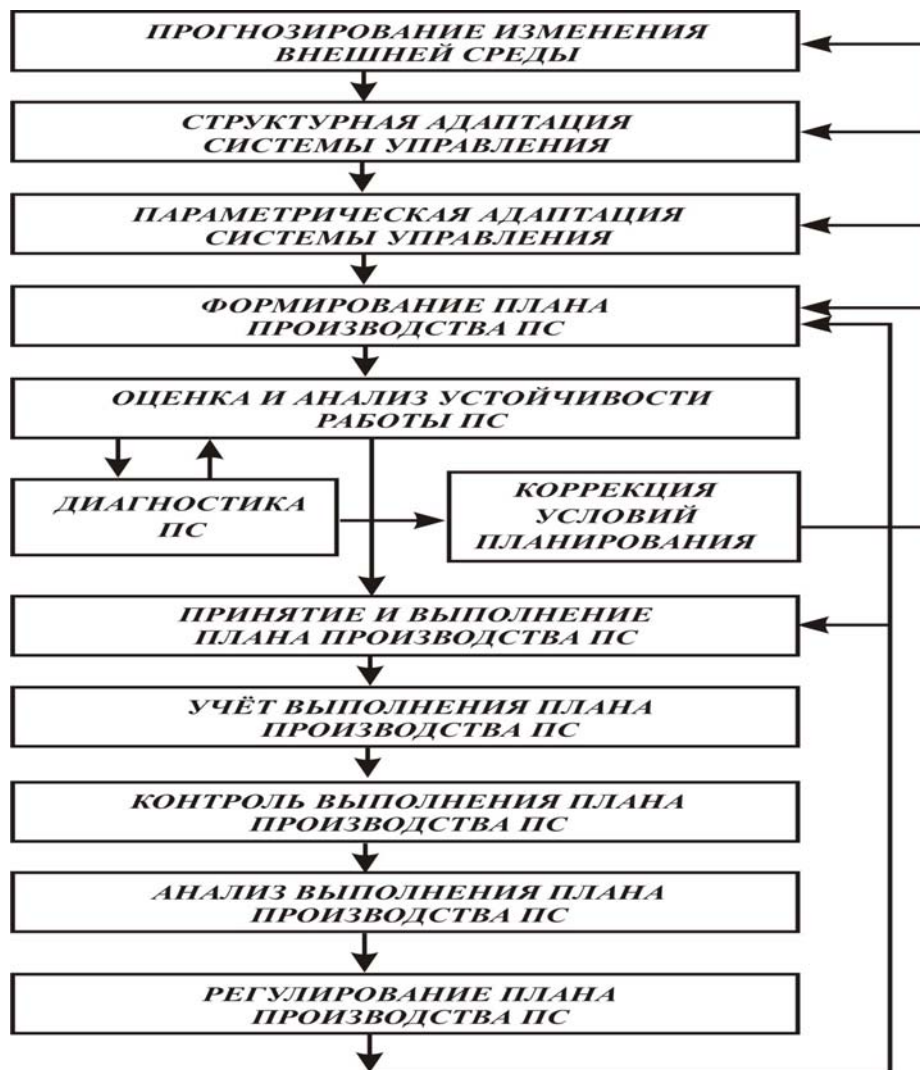 ПРОГНОЗИРОВАНИЕ ИЗМЕНЕНИЯ
ВНЕШНЕЙ СРЕДЫ
СТРУКТУРНАЯ АДАПТАЦИЯ
СИСТЕМЫ УПРАВЛЕНИЯ
ПАРАМЕТРИЧЕСКАЯ АДАПТАЦИЯ
СИСТЕМЫ УПРАВЛЕНИЯ
ФОРМИРОВАНИЕ ПЛАНА
ПРОИЗВОДСТВА ПС
ОЦЕНКА И АНАЛИЗ УСТОЙЧИВОСТИ
РАБОТЫ ПС
ДИАГНОСТИКА
ПС
КОРРЕКЦИЯ
УСЛОВИЙ
ПЛАНИРОВАНИЯ
ПРИНЯТИЕ И ВЫПОЛНЕНИЕ
ПЛАНА ПРОИЗВОДСТВА ПС
УЧЁТ ВЫПОЛНЕНИЯ ПЛАНА
ПРОИЗВОДСТВА ПС
КОНТРОЛЬ ВЫПОЛНЕНИЯ ПЛАНА
ПРОИЗВОДСТВА ПС
АНАЛИЗ ВЫПОЛНЕНИЯ ПЛАНА
ПРОИЗВОДСТВА ПС
РЕГУЛИРОВАНИЕ ПЛАНА
ПРОИЗВОДСТВА ПС